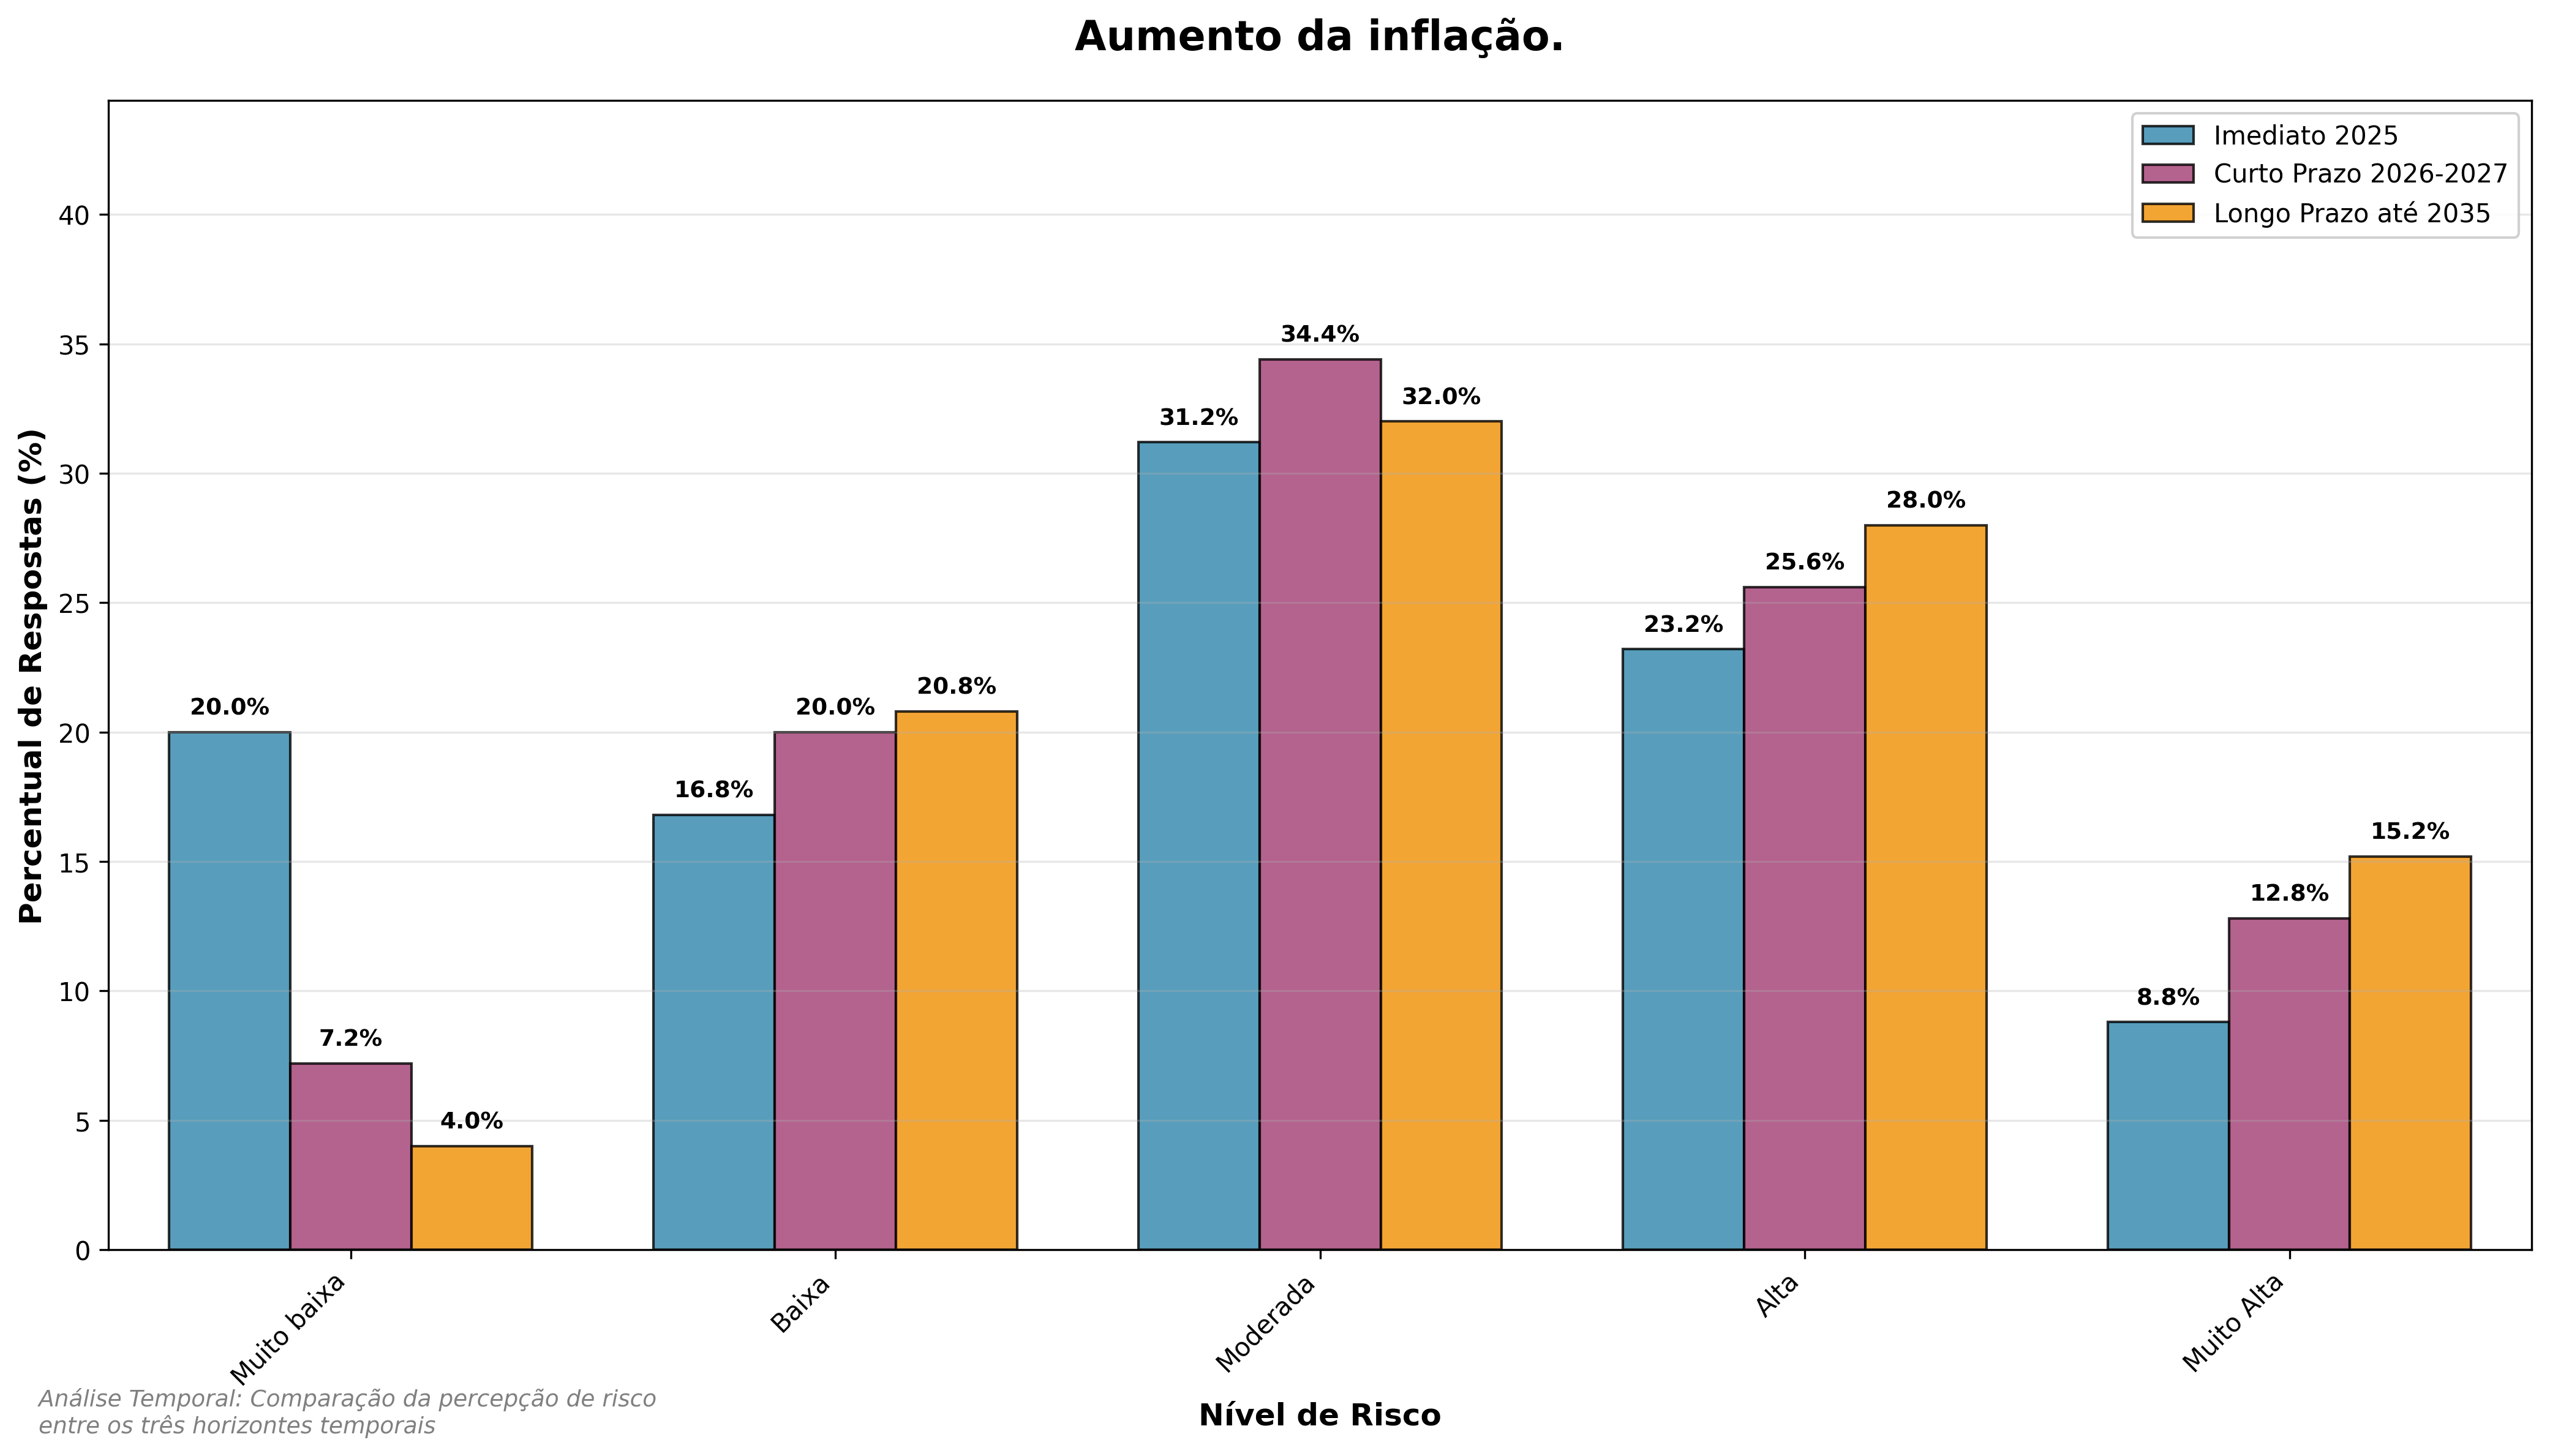 Aumento da inflação.
Imediato 2025
Curto Prazo 2026-2027
Longo Prazo até 2035
Percentual de Respostas (%)
40
35
30
25
20
15
10
5
0
20.0%
7.2%
4.0%
16.8%
20.0%
20.8%
31.2%
34.4%
32.0%
23.2%
25.6%
28.0%
8.8%
12.8%
15.2%
Muito baixa
Baixa
Moderada
Alta
Muito Alta
Nível de Risco
Análise Temporal: Comparação da percepção de risco
entre os três horizontes temporais